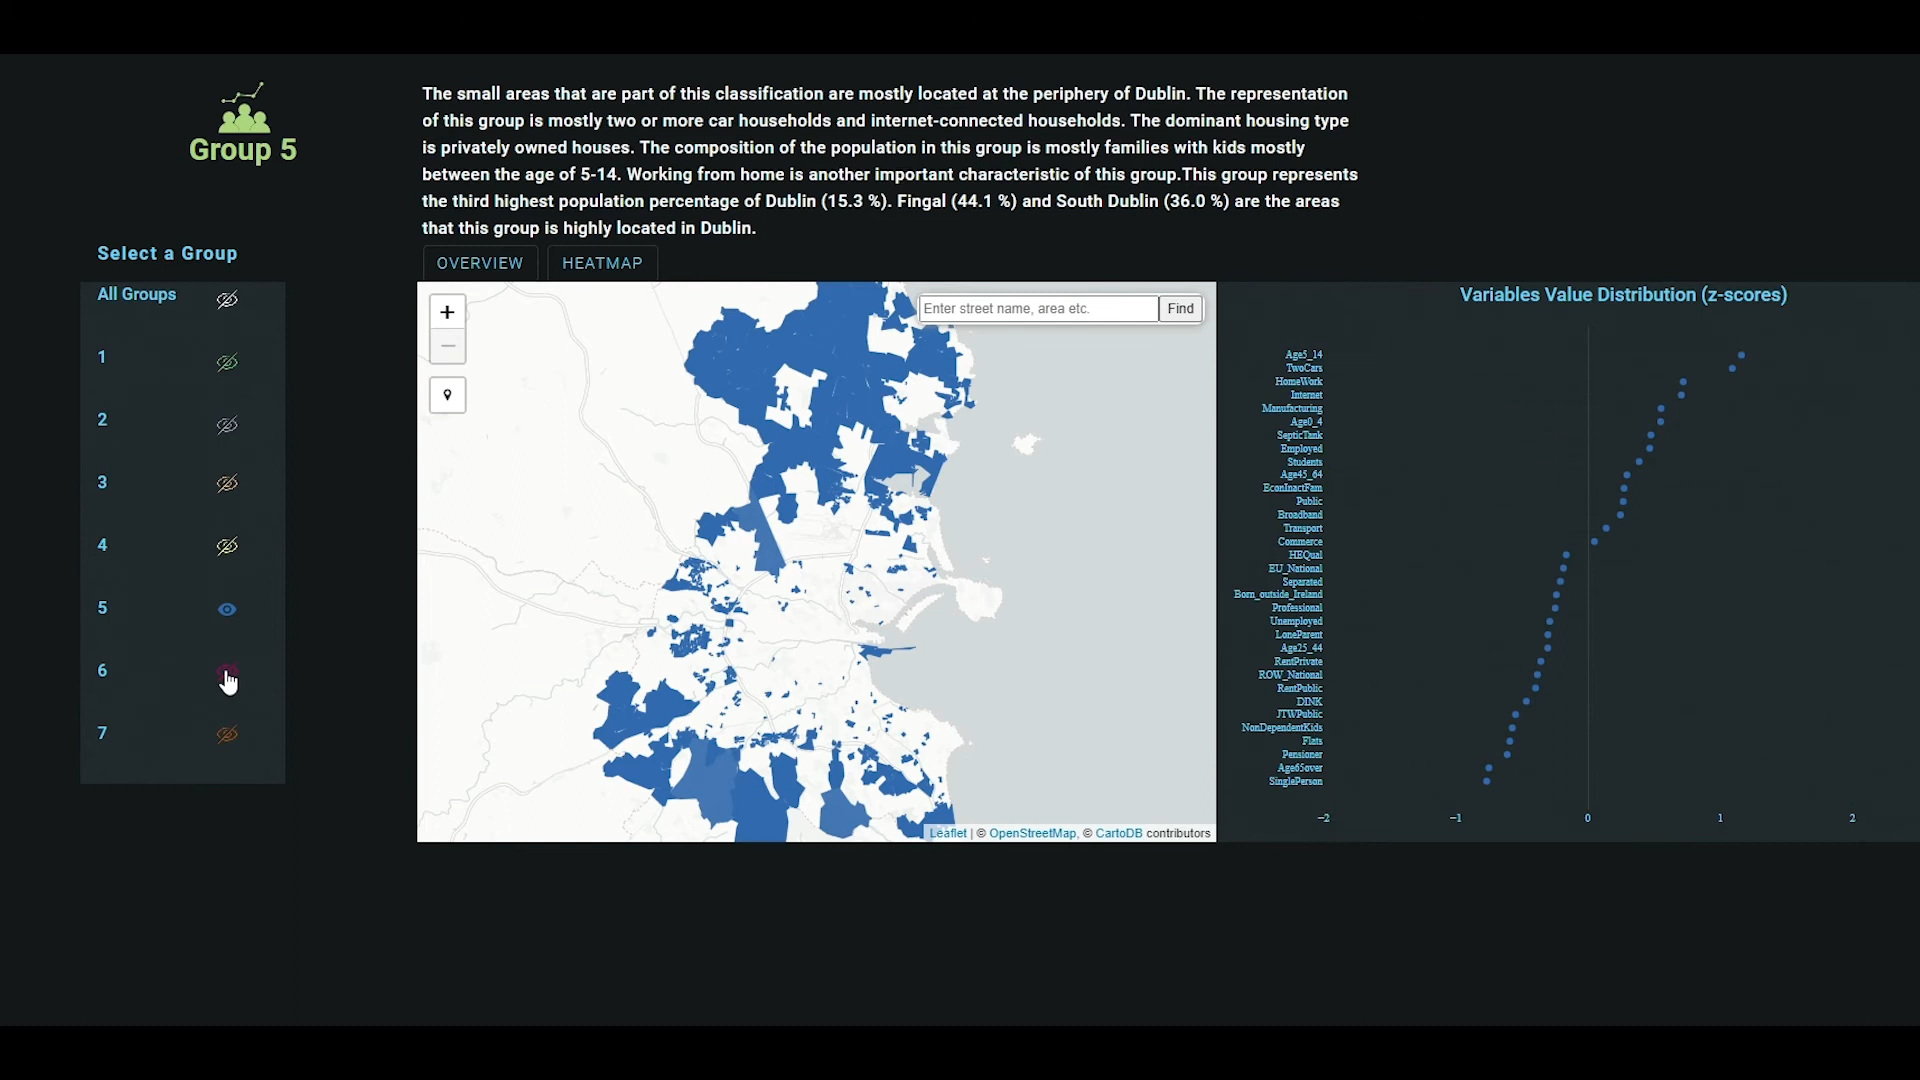 Group 5
The small areas that are part of this classification are mostly located at the periphery of Dublin. The representation
of this group is mostly two or more car households and internet-connected households. The dominant housing type
is privately owned houses. The composition of the population in this group is mostly families with kids mostly
between the age of 5-14. Working from home is another important characteristic of this group.This group represents
the third highest population percentage of Dublin (15.3 %). Fingal (44.1 %) and South Dublin (36.0 %) are the areas
that this group is highly located in Dublin.
Select a Group
All Groups
1
2
3
4
5
6
7
OVERVIEW
HEATMAP
+
−
Enter street name, area etc.
Find
Leaflet | © OpenStreetMap, © CartoDB contributors
Variables Value Distribution (z-scores)
Age5_14
TwoCars
HomeWork
Internet
Manufacturing
Age0_4
SepticTank
Employed
Students
Age45_64
EconInactFam
Public
Broadband
Transport
Commerce
HEQual
EU_National
Separated
Born_outside_Ireland
Professional
Unemployed
LoneParent
Age25_44
RentPrivate
ROW_National
RentPublic
DINK
JTWPublic
NonDependentKids
Flats
Pensioner
Age65over
SinglePerson
−2
−1
0
1
2